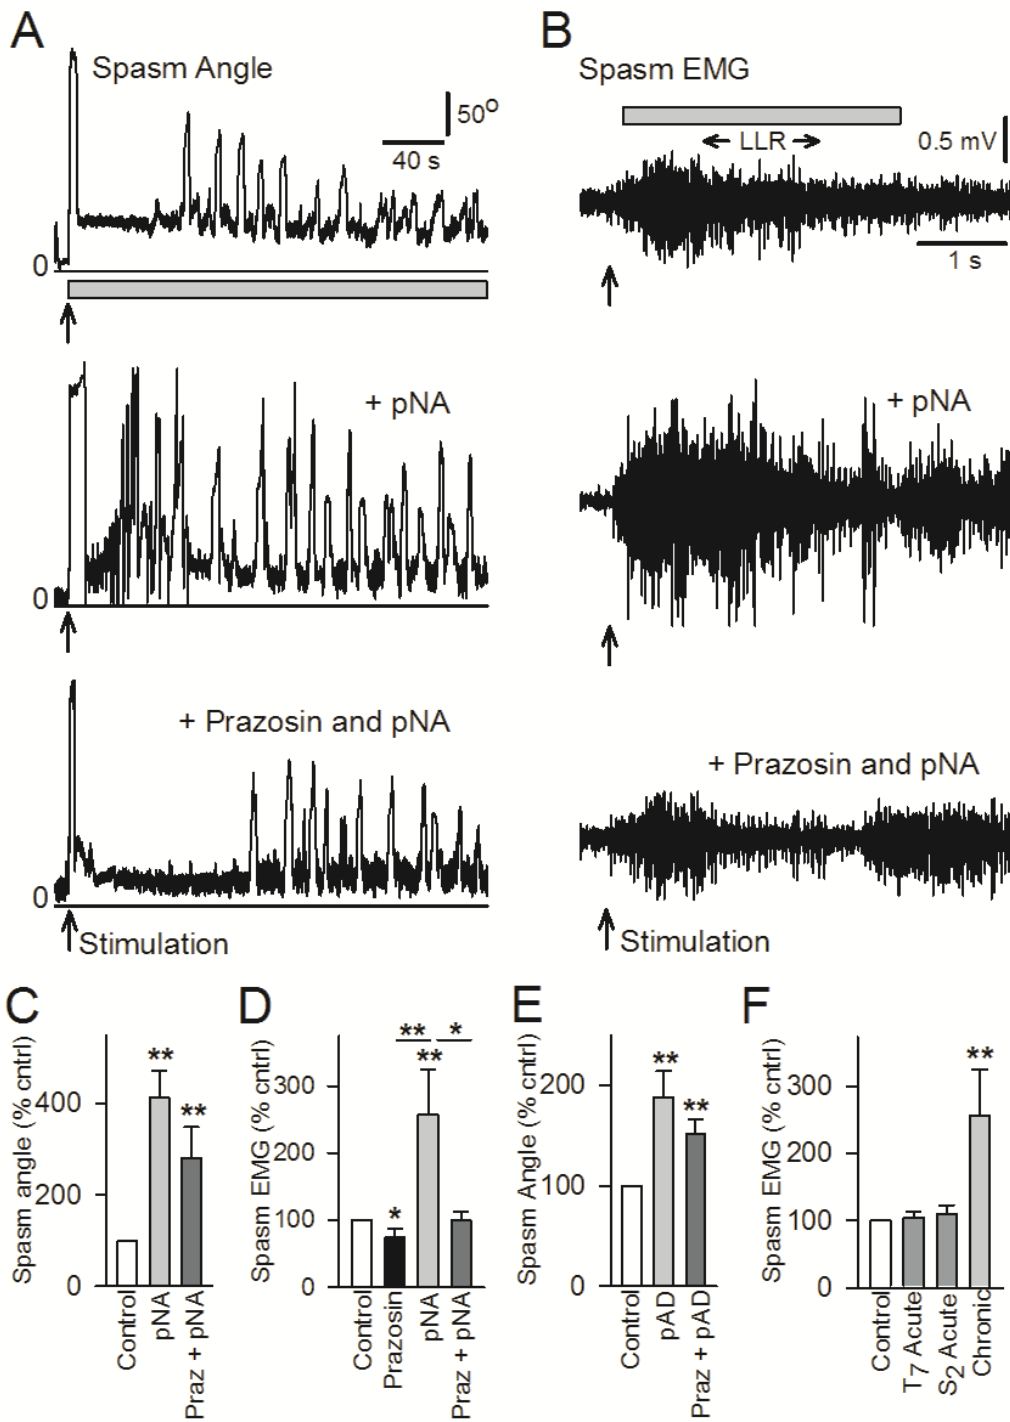 A
B
Spasm Angle
50°
40 s
0
Spasm EMG
LLR
0.5 mV
1 s
+ pNA
0
+ pNA
+ Prazosin and pNA
0
Stimulation
+ Prazosin and pNA
Stimulation
C
Spasm angle (% cntrl)
400
200
0
**
**
Control
pNA
Praz + pNA
D
Spasm EMG (% cntrl)
300
200
100
0
** *
**
*
Control
Prazosin
pNA
Praz + pNA
E
Spasm Angle (% cntrl)
200
100
0
**
**
Control
pAD
Praz + pAD
F
Spasm EMG (% cntrl)
300
200
100
0
**
Control
T7 Acute
S2 Acute
Chronic